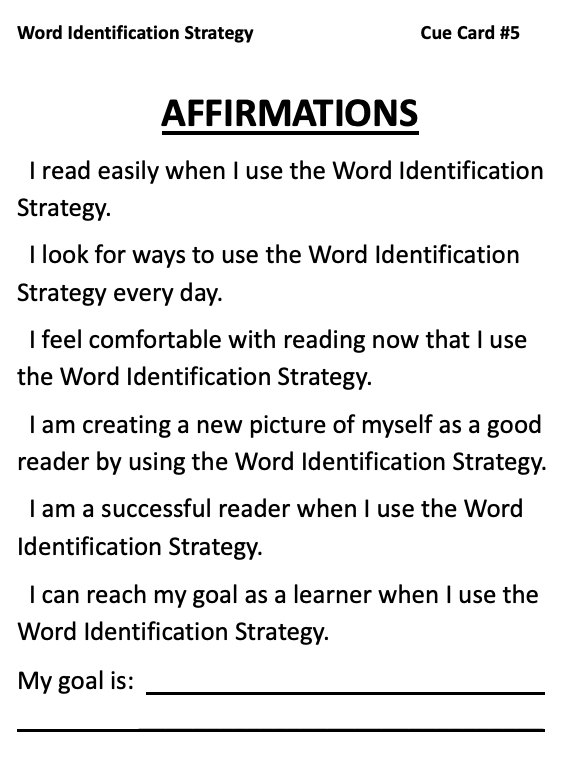 Word Identification Strategy Cue Card #5
AFFIRMATIONS
I read easily when I use the Word Identification
Strategy.
I look for ways to use the Word Identification
Strategy every day.
I feel comfortable with reading now that I use
the Word Identification Strategy.
I am creating a new picture of myself as a good
reader by using the Word Identification Strategy.
I am a successful reader when I use the Word
Identification Strategy.
I can reach my goal as a learner when I use the
Word Identification Strategy.
My goal is: